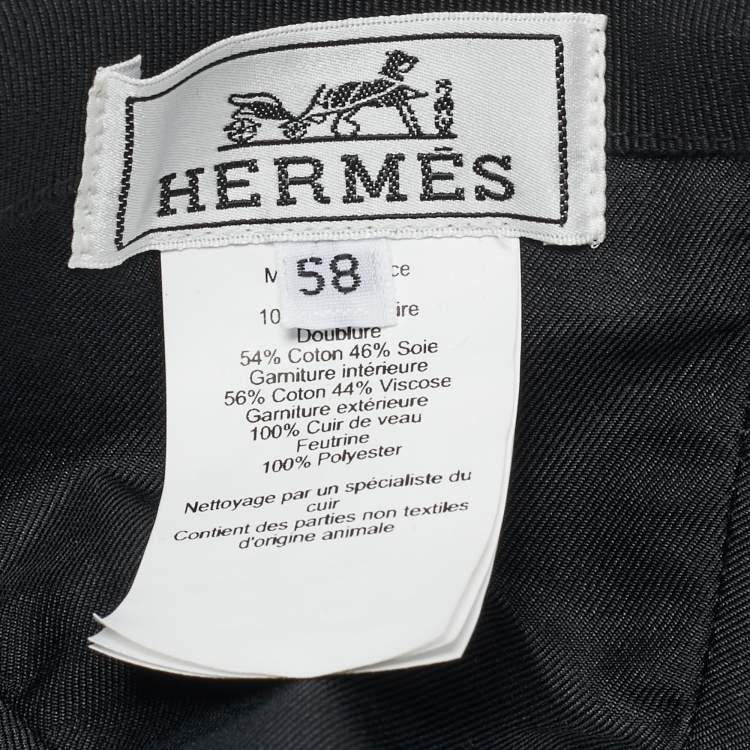 HERMÈS
58
Doublure
54% Coton 46% Soie
Garniture intérieure
56% Coton 44% Viscose
Garniture extérieure
100% Cuir de veau
Feutrine
100% Polyester
Nettoyage par un spécialiste du
cuir
Contient des parties non textiles
d'origine animale